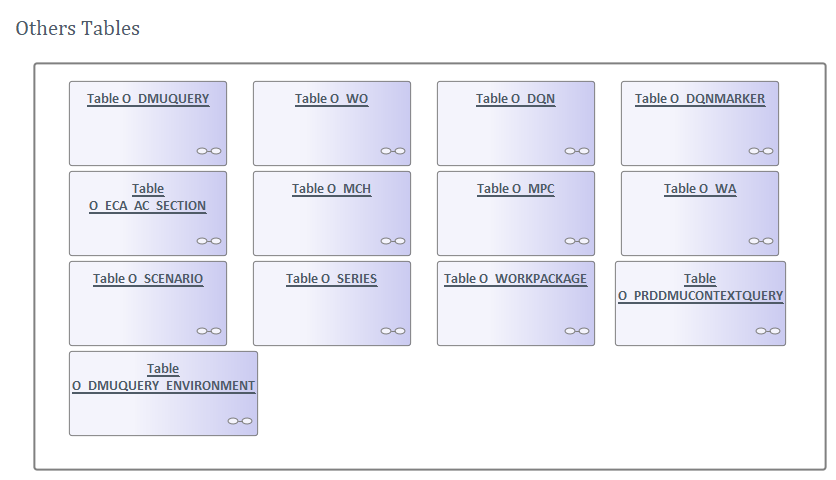 Others Tables
Table O_DMUQUERY
Table O_WO
Table O_DQN
Table O_DQNMARKER
Table
O_ECA_AC_SECTION
Table O_MCH
Table O_MPC
Table O_WA
Table O_SCENARIO
Table O_SERIES
Table O_WORKPACKAGE
Table
O_PRDDMUCONTEXTQUERY
Table
O_DMUQUERY_ENVIRONMENT